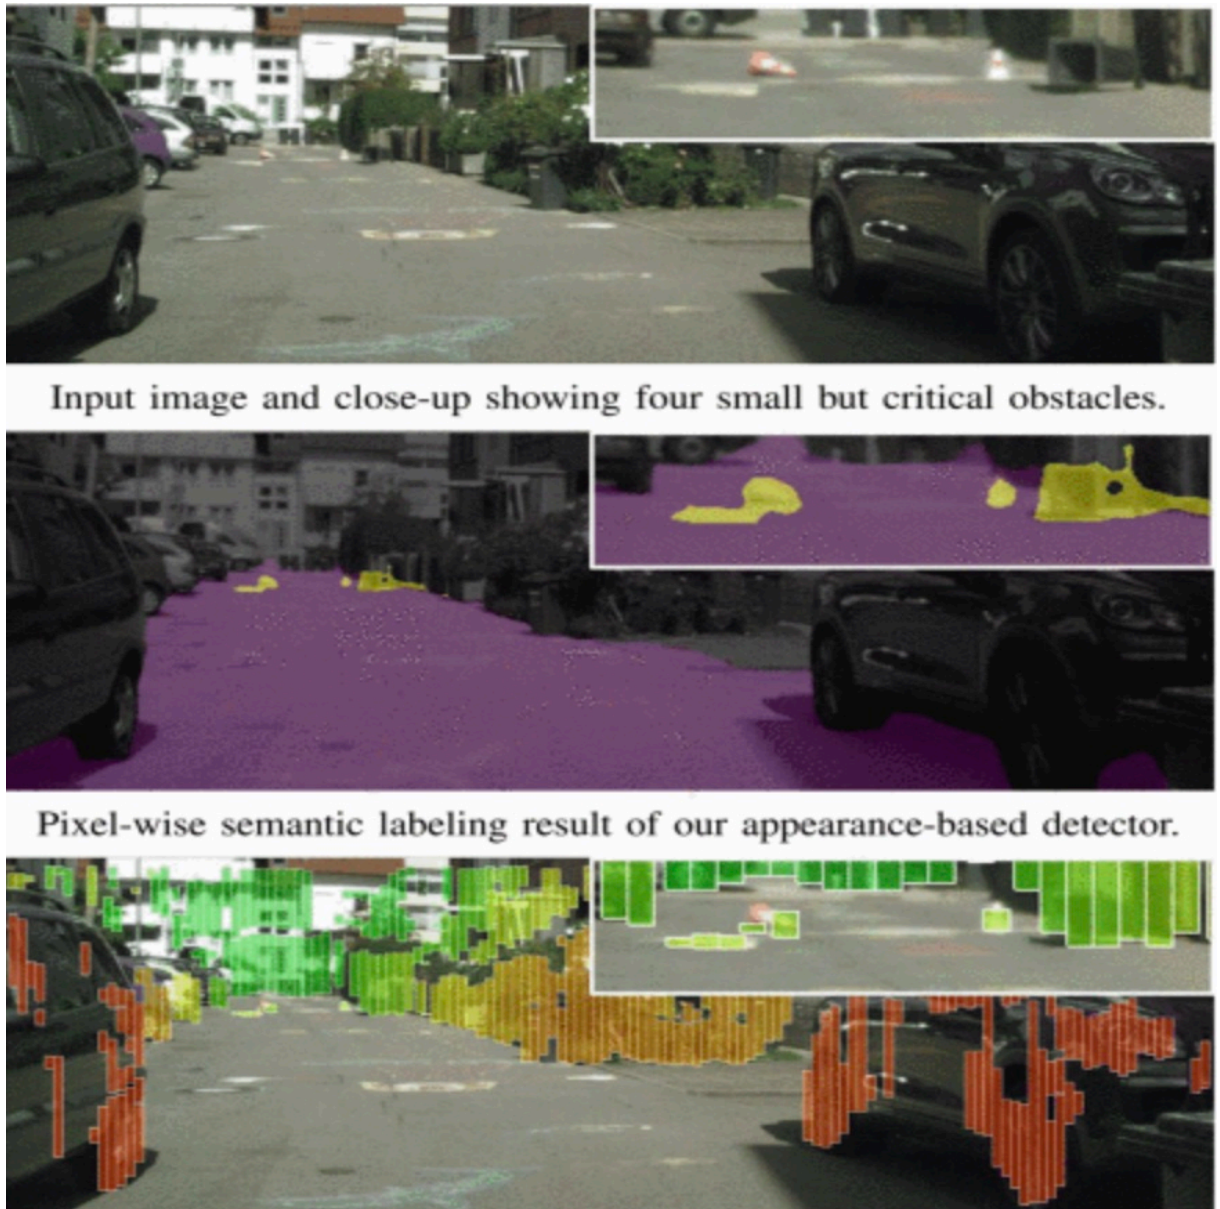 Input image and close-up showing four small but critical obstacles.
Pixel-wise semantic labeling result of our appearance-based detector.